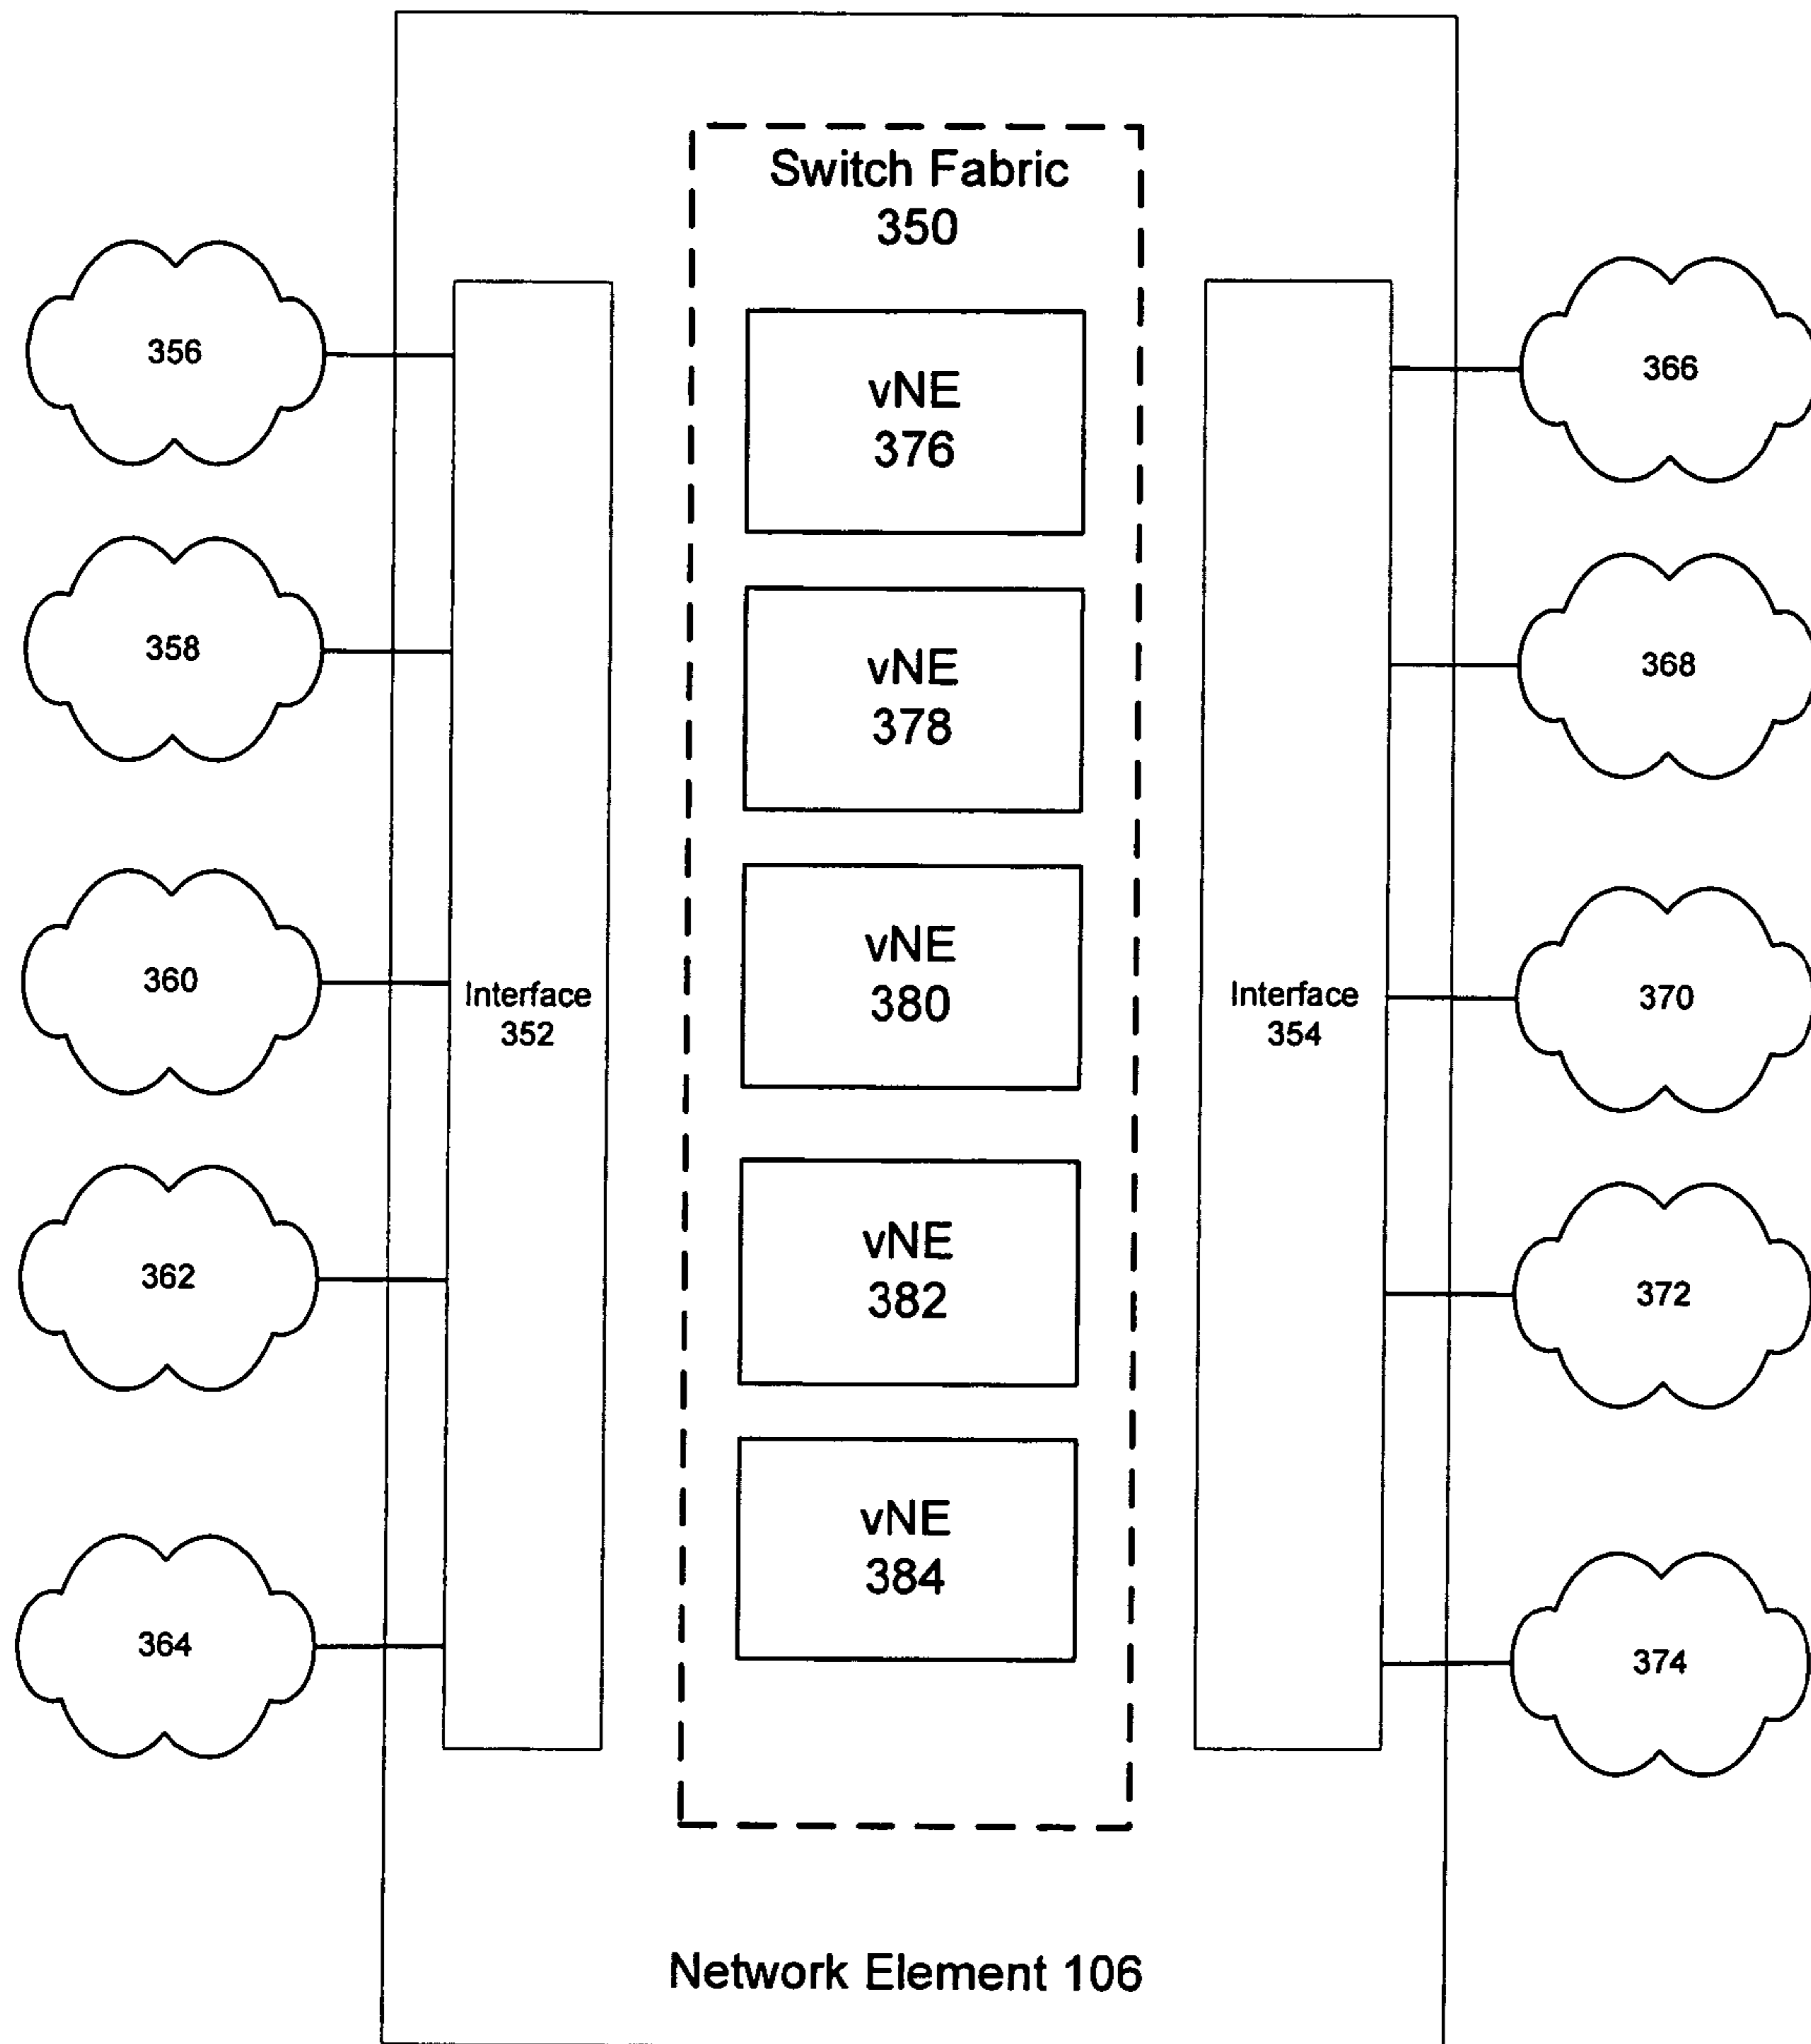 Switch Fabric
350
356
358
360
362
364
Interface
352
vNE
376
vNE
378
vNE
380
vNE
382
vNE
384
Interface
354
366
368
370
372
374
Network Element 106